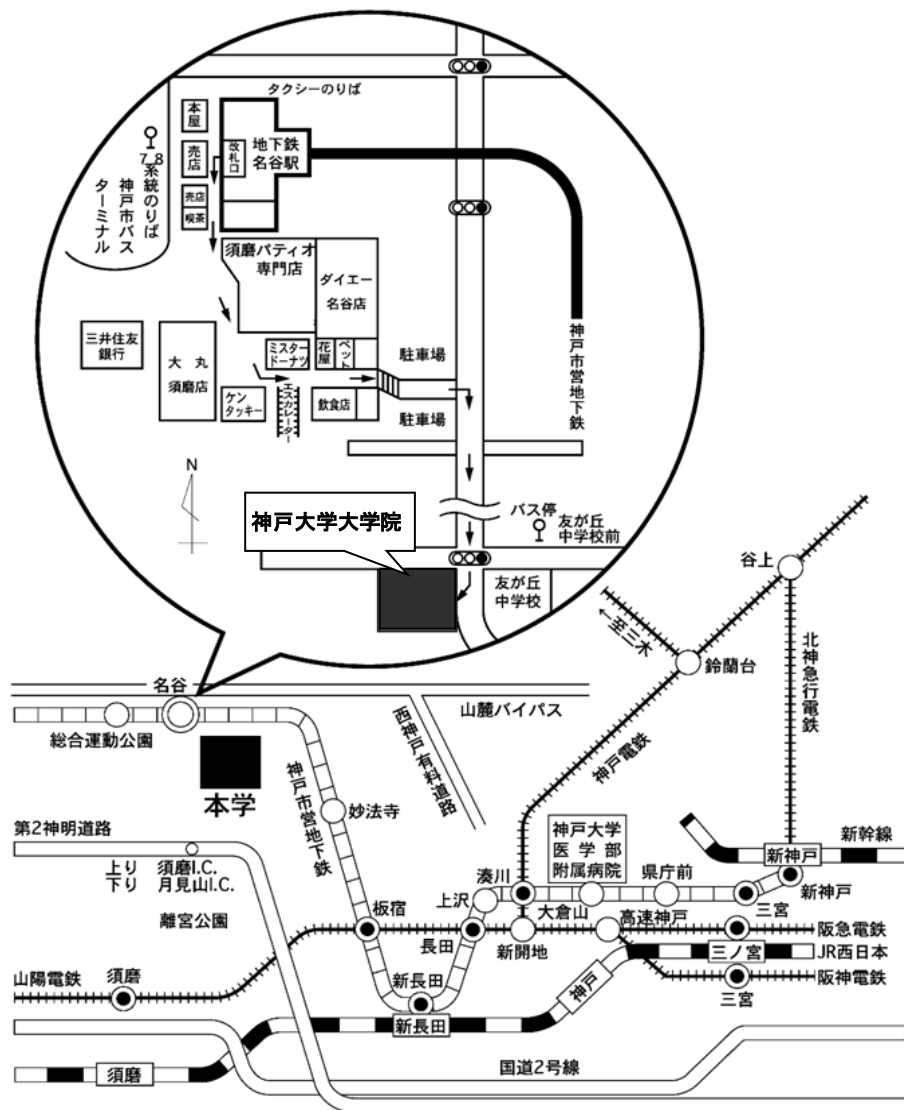 タクシーのりば
本屋
売店
売店
喫茶
改札口
地下鉄
名谷駅
7,8
系統のりば
神戸市バス
ターミナル
須磨パティオ
専門店
ダイエー
名谷店
三井住友
銀行
大丸
須磨店
ミスター
ドーナツ
花屋
ペット
駐車場
ケン
タッキー
エスカレーター
飲食店
駐車場
神戸市営地下鉄
N
神戸大学大学院
バス停
友が丘
中学校前
友が丘
中学校
谷上
←至三木
鈴蘭台
北神急行電鉄
名谷
総合運動公園
本学
山麓バイパス
西神戸有料道路
神戸電鉄
神戸市営地下鉄
妙法寺
第2神明道路
上り 須磨I.C.
下り 月見山I.C.
離宮公園
神戸大学
医学部
附属病院
新幹線
新神戸
新神戸
県庁前
湊川
大倉山
三宮
上沢
板宿
長田
新開地
高速神戸
三宮
阪急電鉄
三ノ宮
JR西日本
阪神電鉄
三宮
山陽電鉄
須磨
新長田
新長田
神戸
須磨
国道2号線